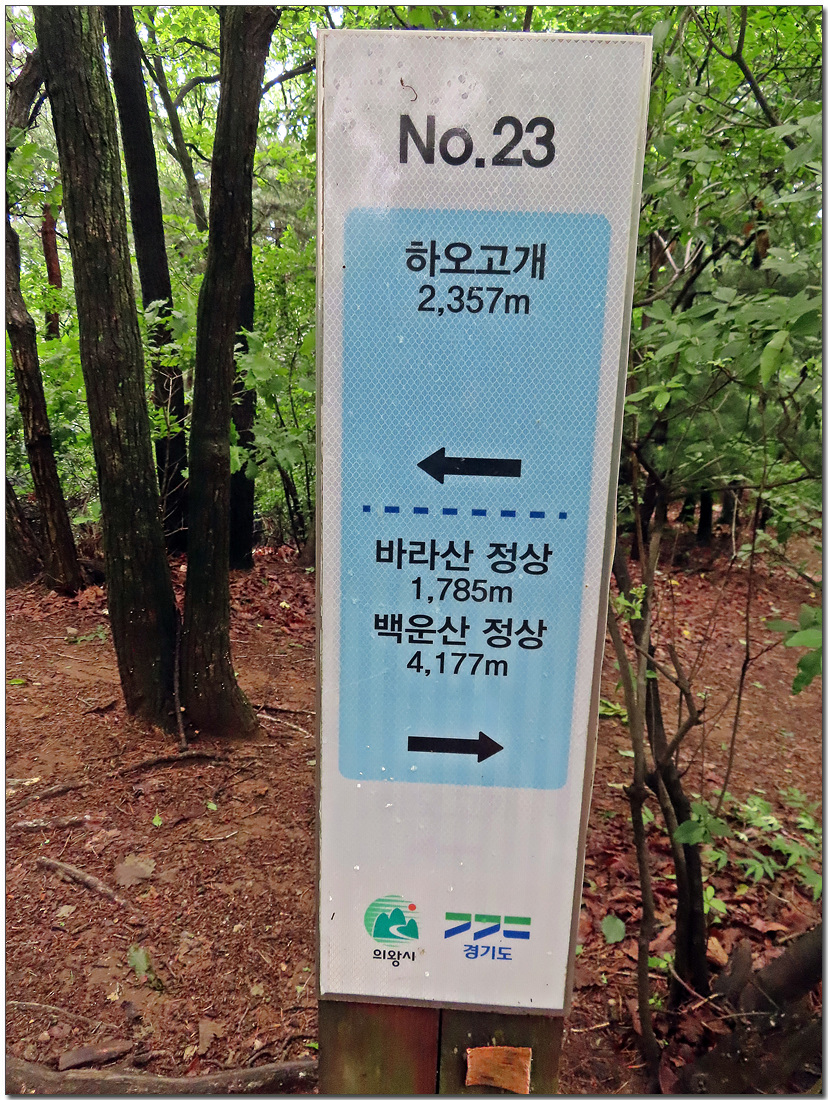 No.23
하오고개
2,357m
바라산 정상
1,785m
백운산 정상
4,177m
의왕시
경기도